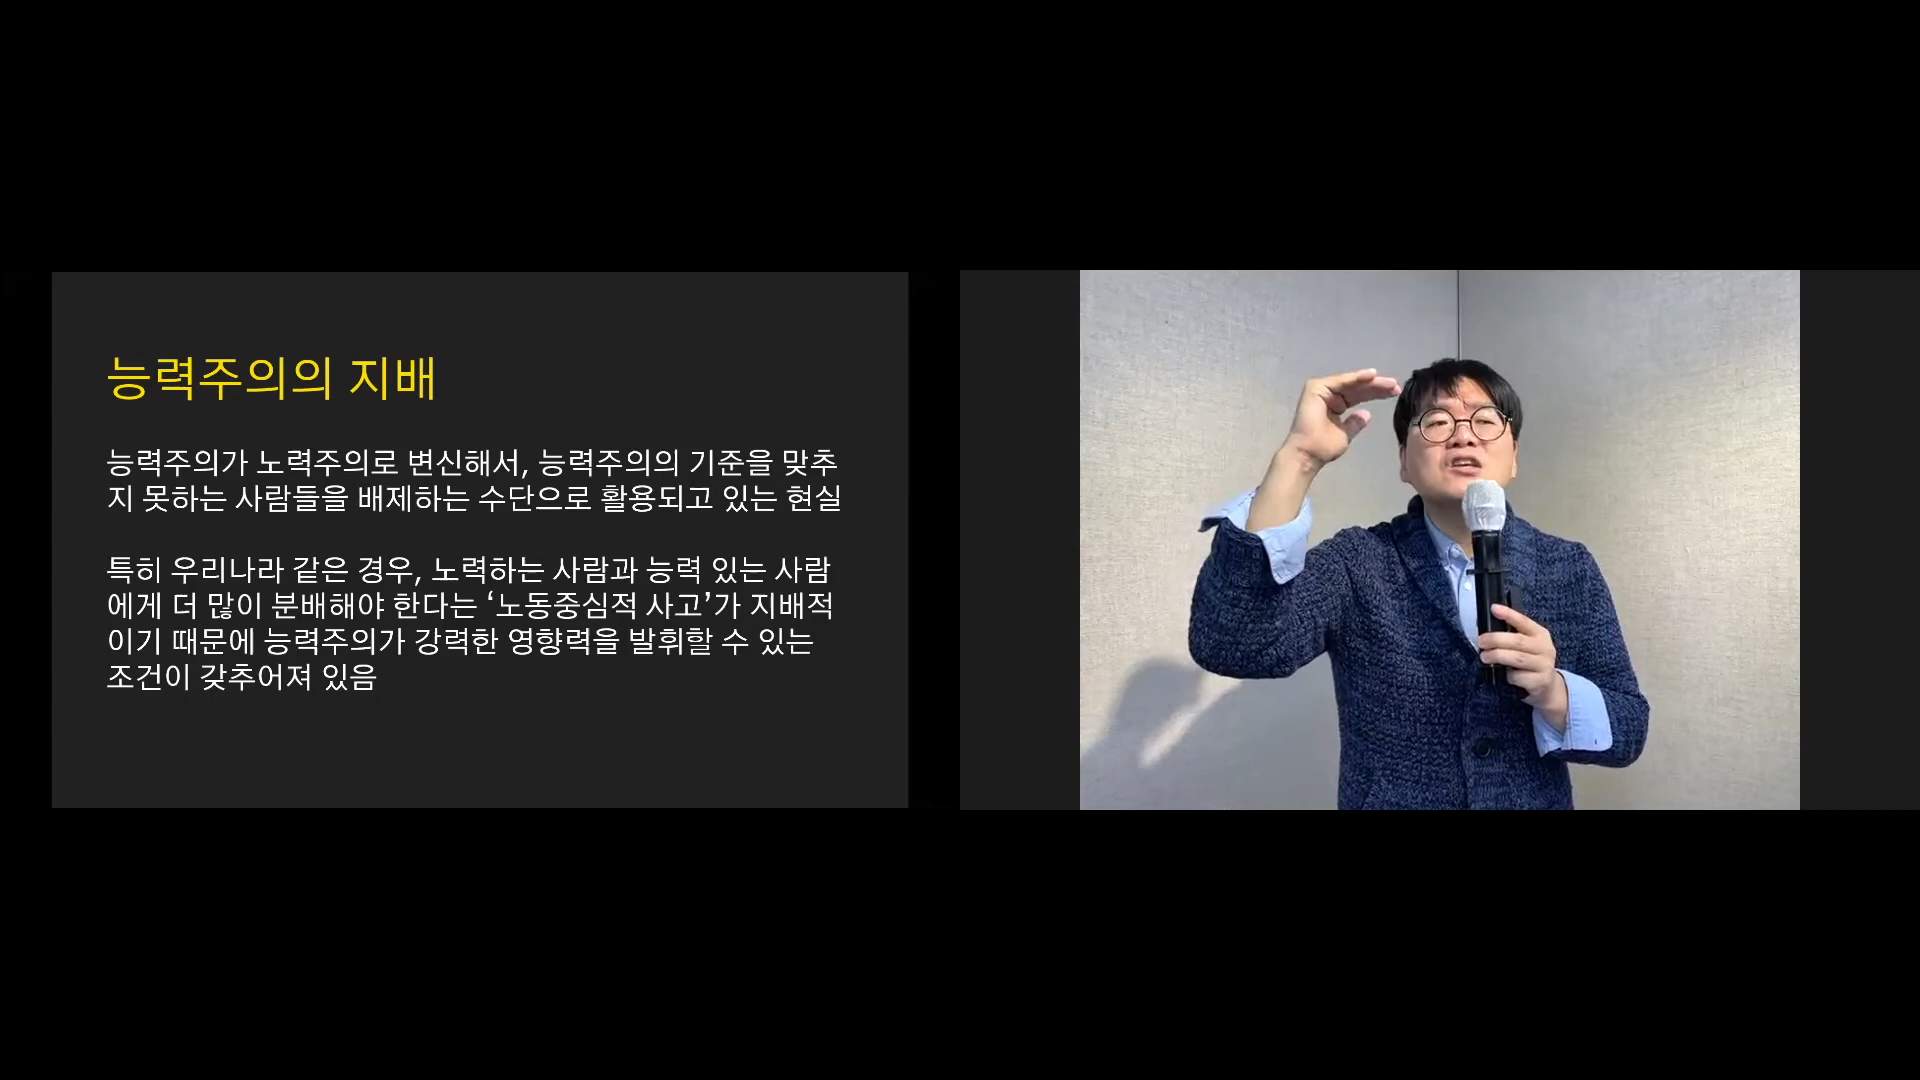 능력주의의 지배
능력주의가 노력주의로 변신해서, 능력주의의 기준을 맞추
지 못하는 사람들을 배제하는 수단으로 활용되고 있는 현실
특히 우리나라 같은 경우, 노력하는 사람과 능력 있는 사람
에게 더 많이 분배해야 한다는 ‘노동중심적 사고’가 지배적
이기 때문에 능력주의가 강력한 영향력을 발휘할 수 있는
조건이 갖추어져 있음